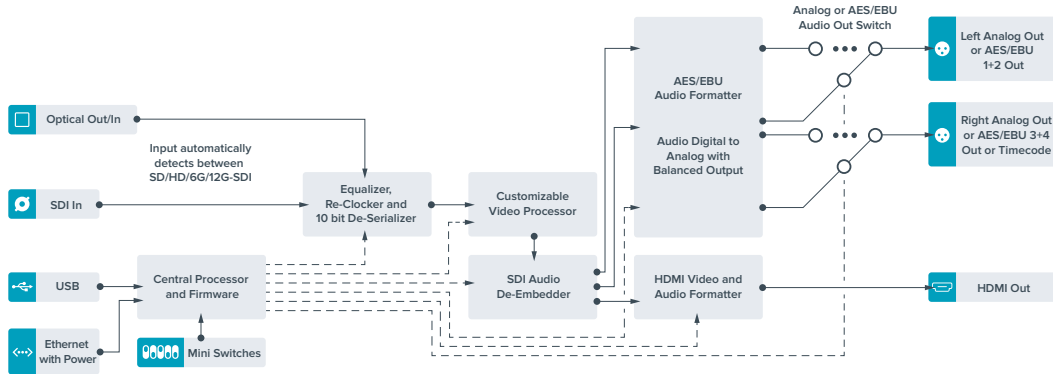 Analog or AES/EBU
Audio Out Switch
Left Analog Out
or AES/EBU
1+2 Out
AES/EBU
Audio Formatter
Optical Out/In
Right Analog Out
or AES/EBU 3+4
Out or Timecode
Input automatically
detects between
SD/HD/6G/12G-SDI
Audio Digital to
Analog with
Balanced Output
SDI In
Equalizer,
Re-Clocker and
10 bit De-Serializer
Customizable
Video Processor
USB
Central Processor
and Firmware
SDI Audio
De-Embedder
HDMI Video and
Audio Formatter
HDMI Out
Ethernet
with Power
Mini Switches